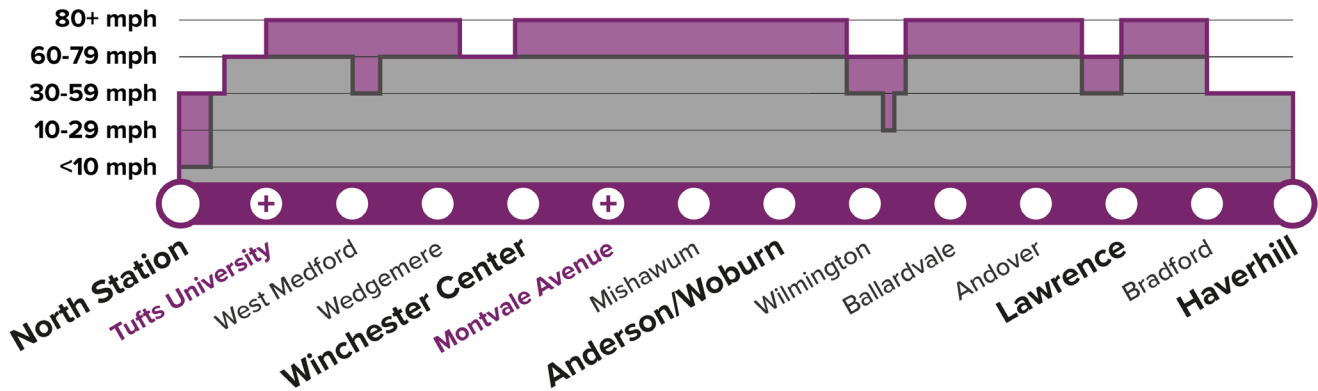 80+ mph
60-79 mph
30-59 mph
10-29 mph
<10 mph
+
+
North Station
Tufts University
West Medford
Wedgemere
Winchester Center
Montvale Avenue
Mishawum
Anderson/Woburn
Wilmington
Ballardvale
Andover
Lawrence
Bradford
Haverhill